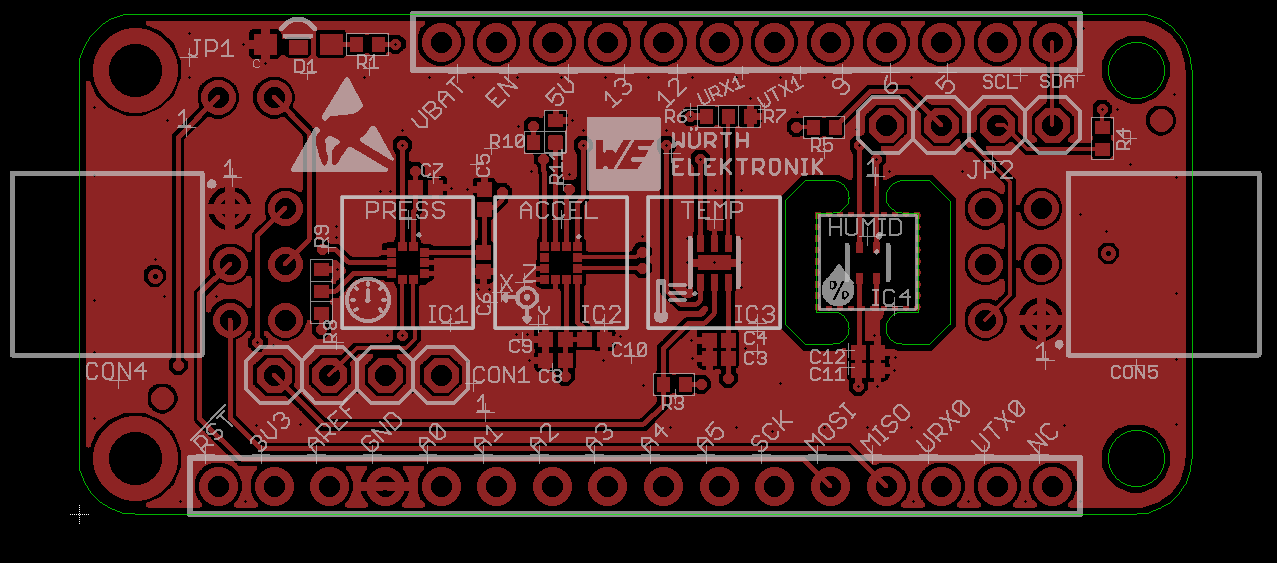 JP1
C
D1
R1
VBAT
EN
5V
13
12
URX1
UTX1
9
6
5
SCL
SDA
1
R6
R7
R10
R11
WE
WÜRTH
ELEKTRONIK
R5
R4
1
C7
C5
1
JP2
PRESS
ACCEL
TEMP
HUMID
R9
X
Z
Y
C6
%
IC1
IC2
IC3
IC4
R8
C9
C10
C8
C4
C3
C12
C11
1
CON4
CON1
CON5
R3
1
RST
3V3
AREF
GND
A0
A1
A2
A3
A4
A5
SCK
MOSI
MISO
URX0
UTX0
NC